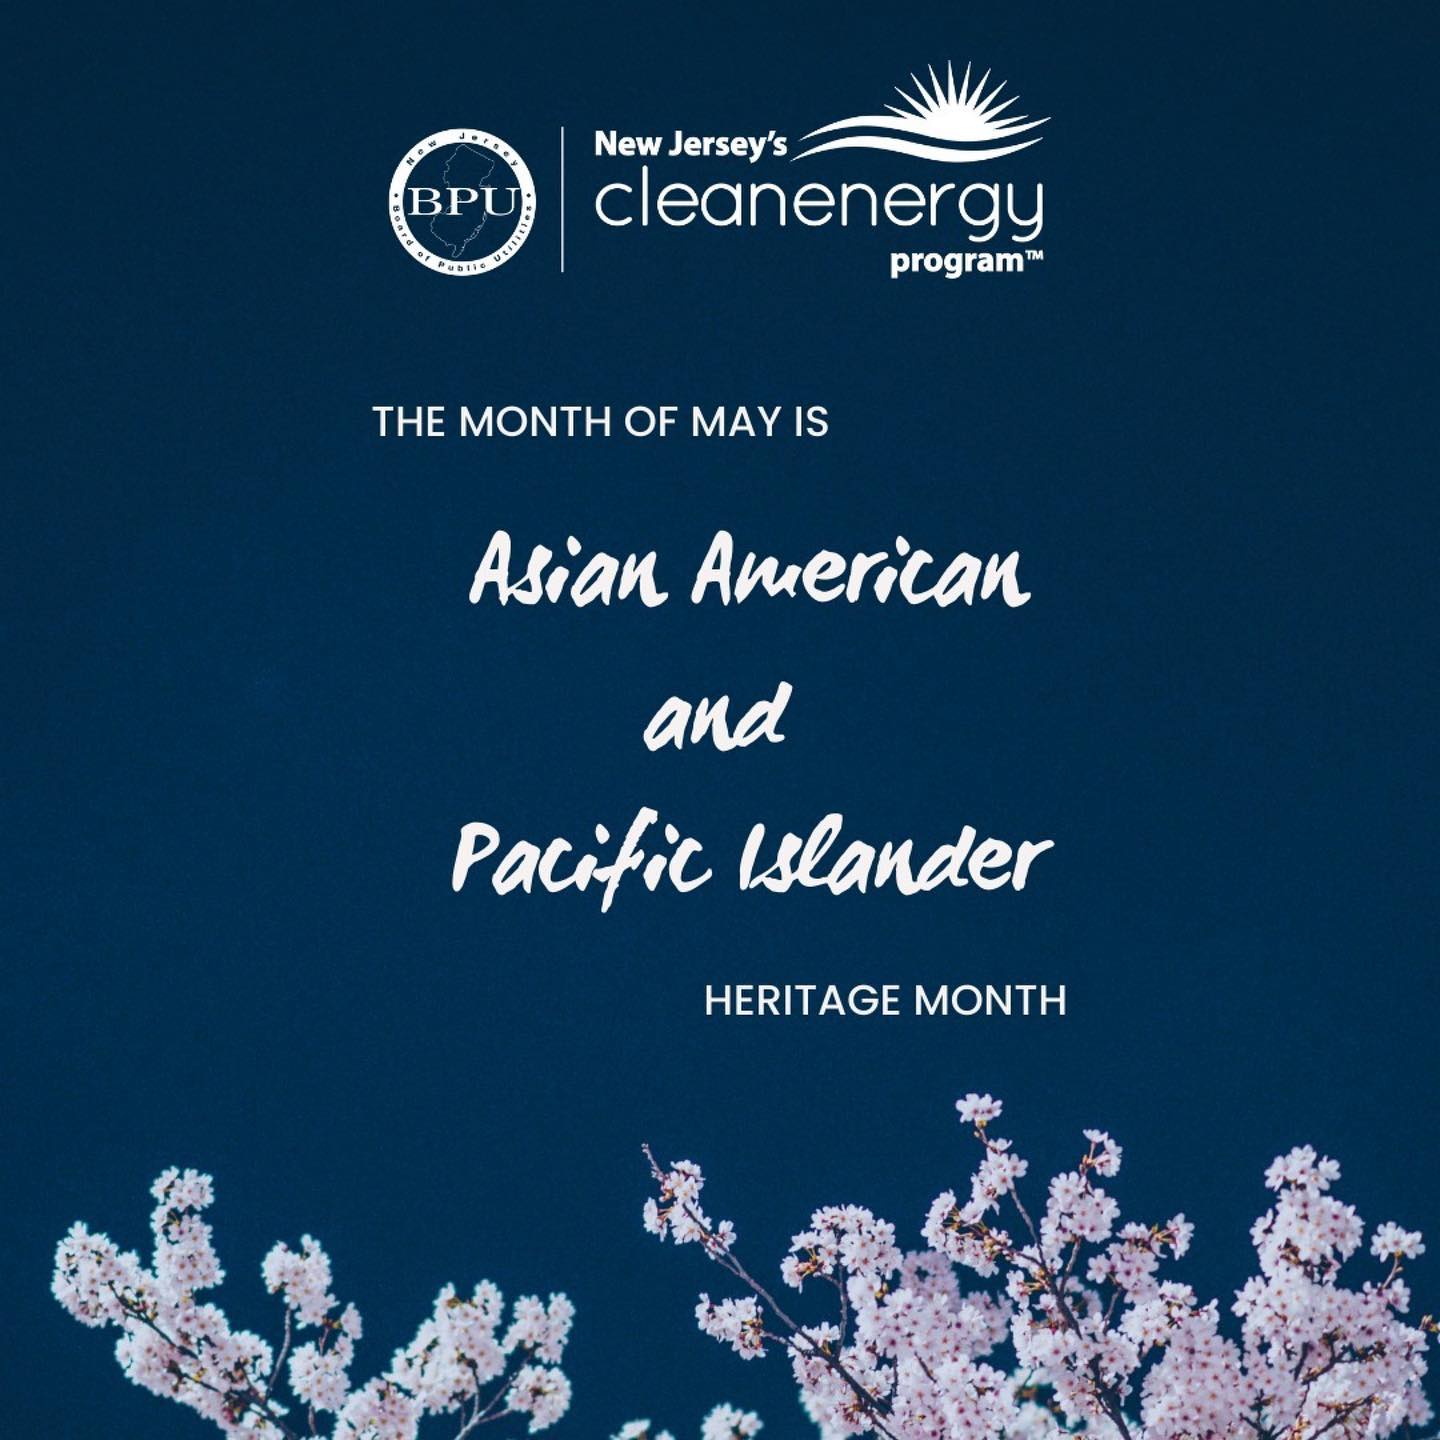 New Jersey
BPU
Board of Public Utilities
New Jersey's
cleanenergy
program™
THE MONTH OF MAY IS
Asian American
and
Pacific Islander
HERITAGE MONTH